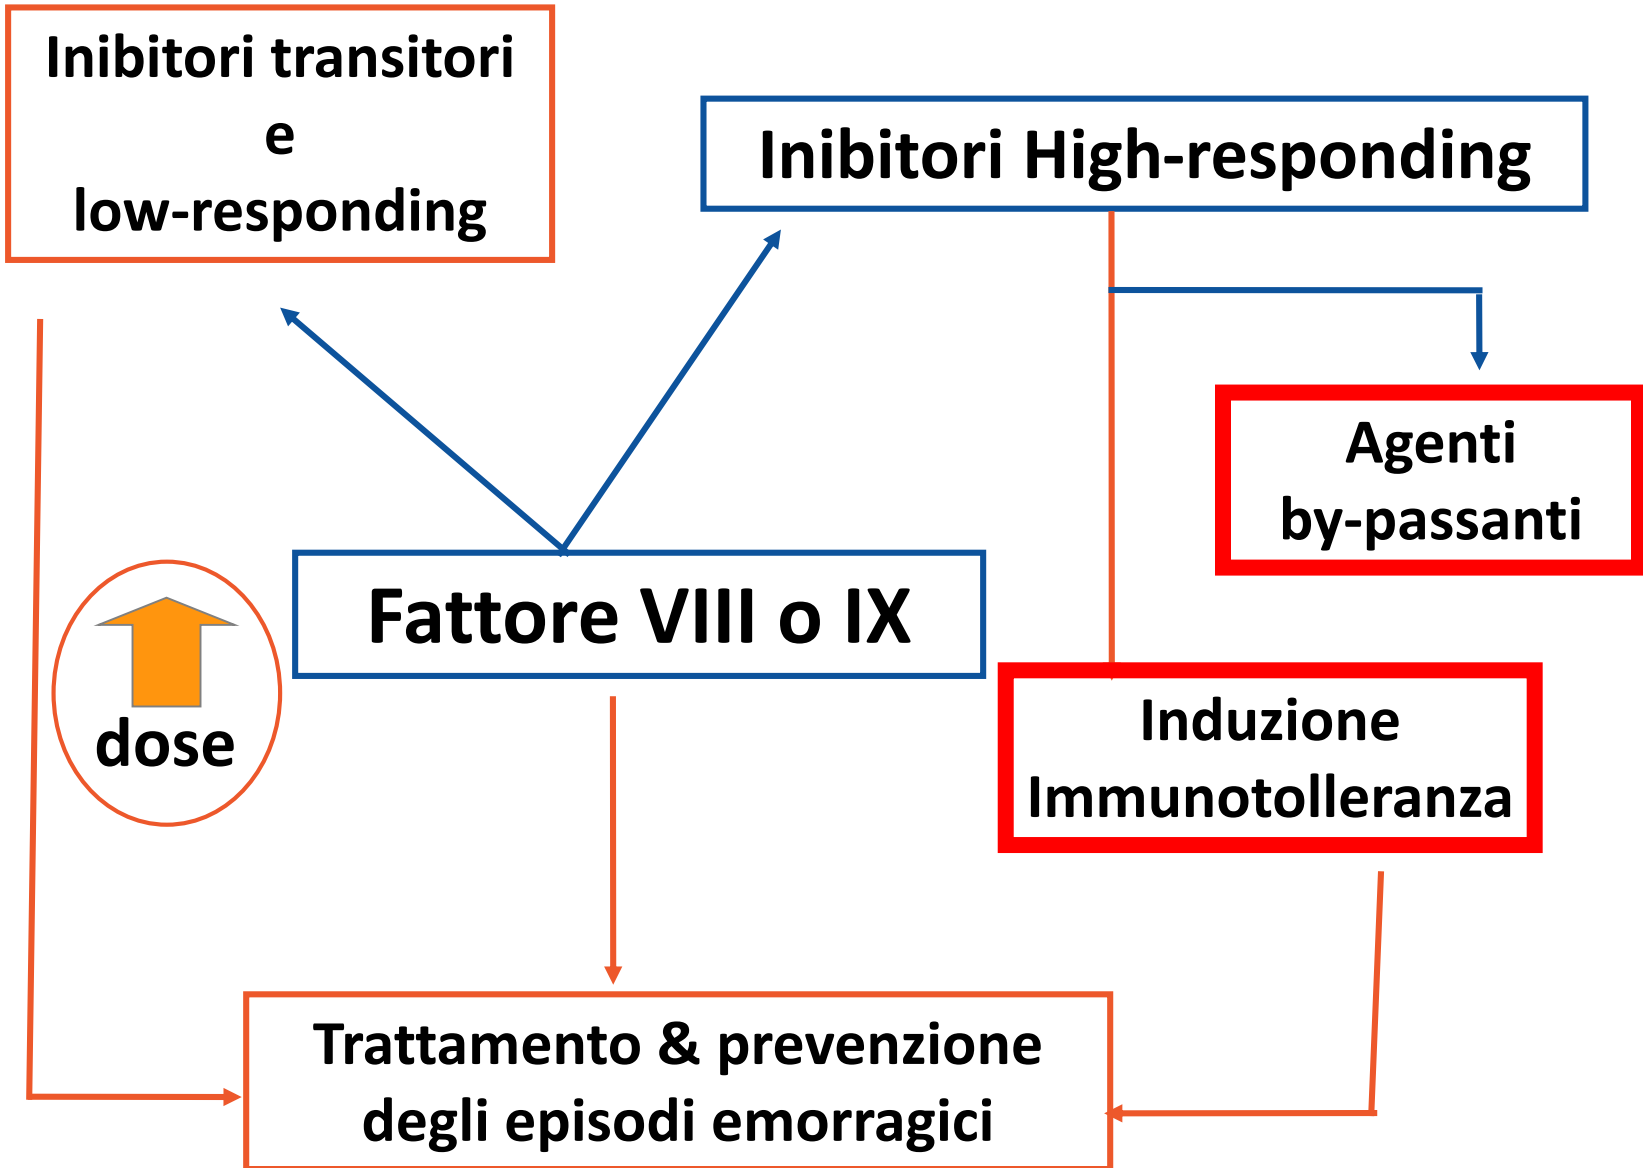 Inibitori transitori
e
low-responding
Inibitori High-responding
Agenti
by-passanti
Fattore VIII o IX
dose
Induzione
Immunotolleranza
Trattamento & prevenzione
degli episodi emorragici